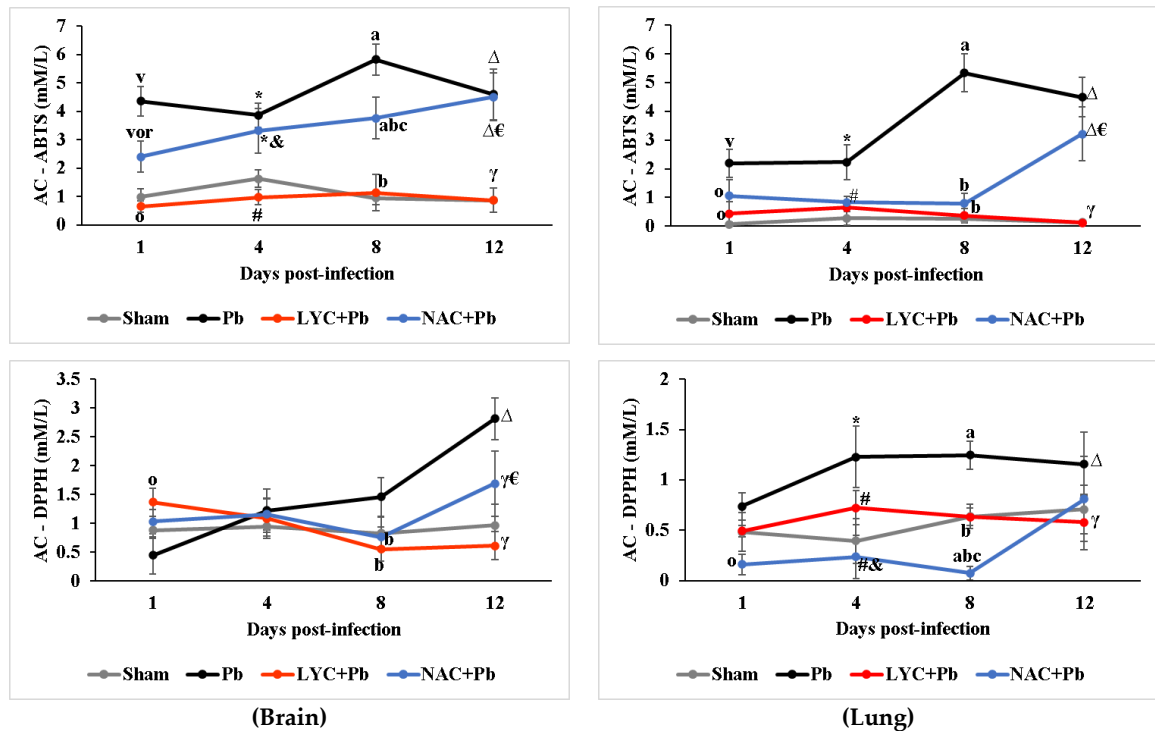 AC - ABTS (mM/L)
7
6
5
4
3
2
1
0
v
*
a
Δ
vor
*&
abc
Δ€
o
#
b
γ
1 4 8 12
Days post-infection
Sham Pb LYC+Pb NAC+Pb
AC - ABTS (mM/L)
7
6
5
4
3
2
1
0
v
*
a
Δ
Δ€
o
#
b
o
b
γ
1 4 8 12
Days post-infection
Sham Pb LYC+Pb NAC+Pb
AC - DPPH (mM/L)
3.5
3
2.5
2
1.5
1
0.5
0
Δ
o
γ€
b
b
γ
1 4 8 12
Days post-infection
Sham Pb LYC+Pb NAC+Pb
(Brain)
AC - DPPH (mM/L)
2
1.5
1
0.5
0
*
a
Δ
#
b
γ
o
#&
abc
1 4 8 12
Days post-infection
Sham Pb LYC+Pb NAC+Pb
(Lung)